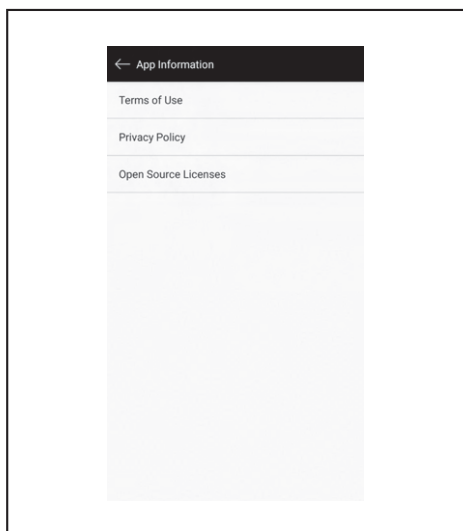 App Information
Terms of Use
Privacy Policy
Open Source Licenses